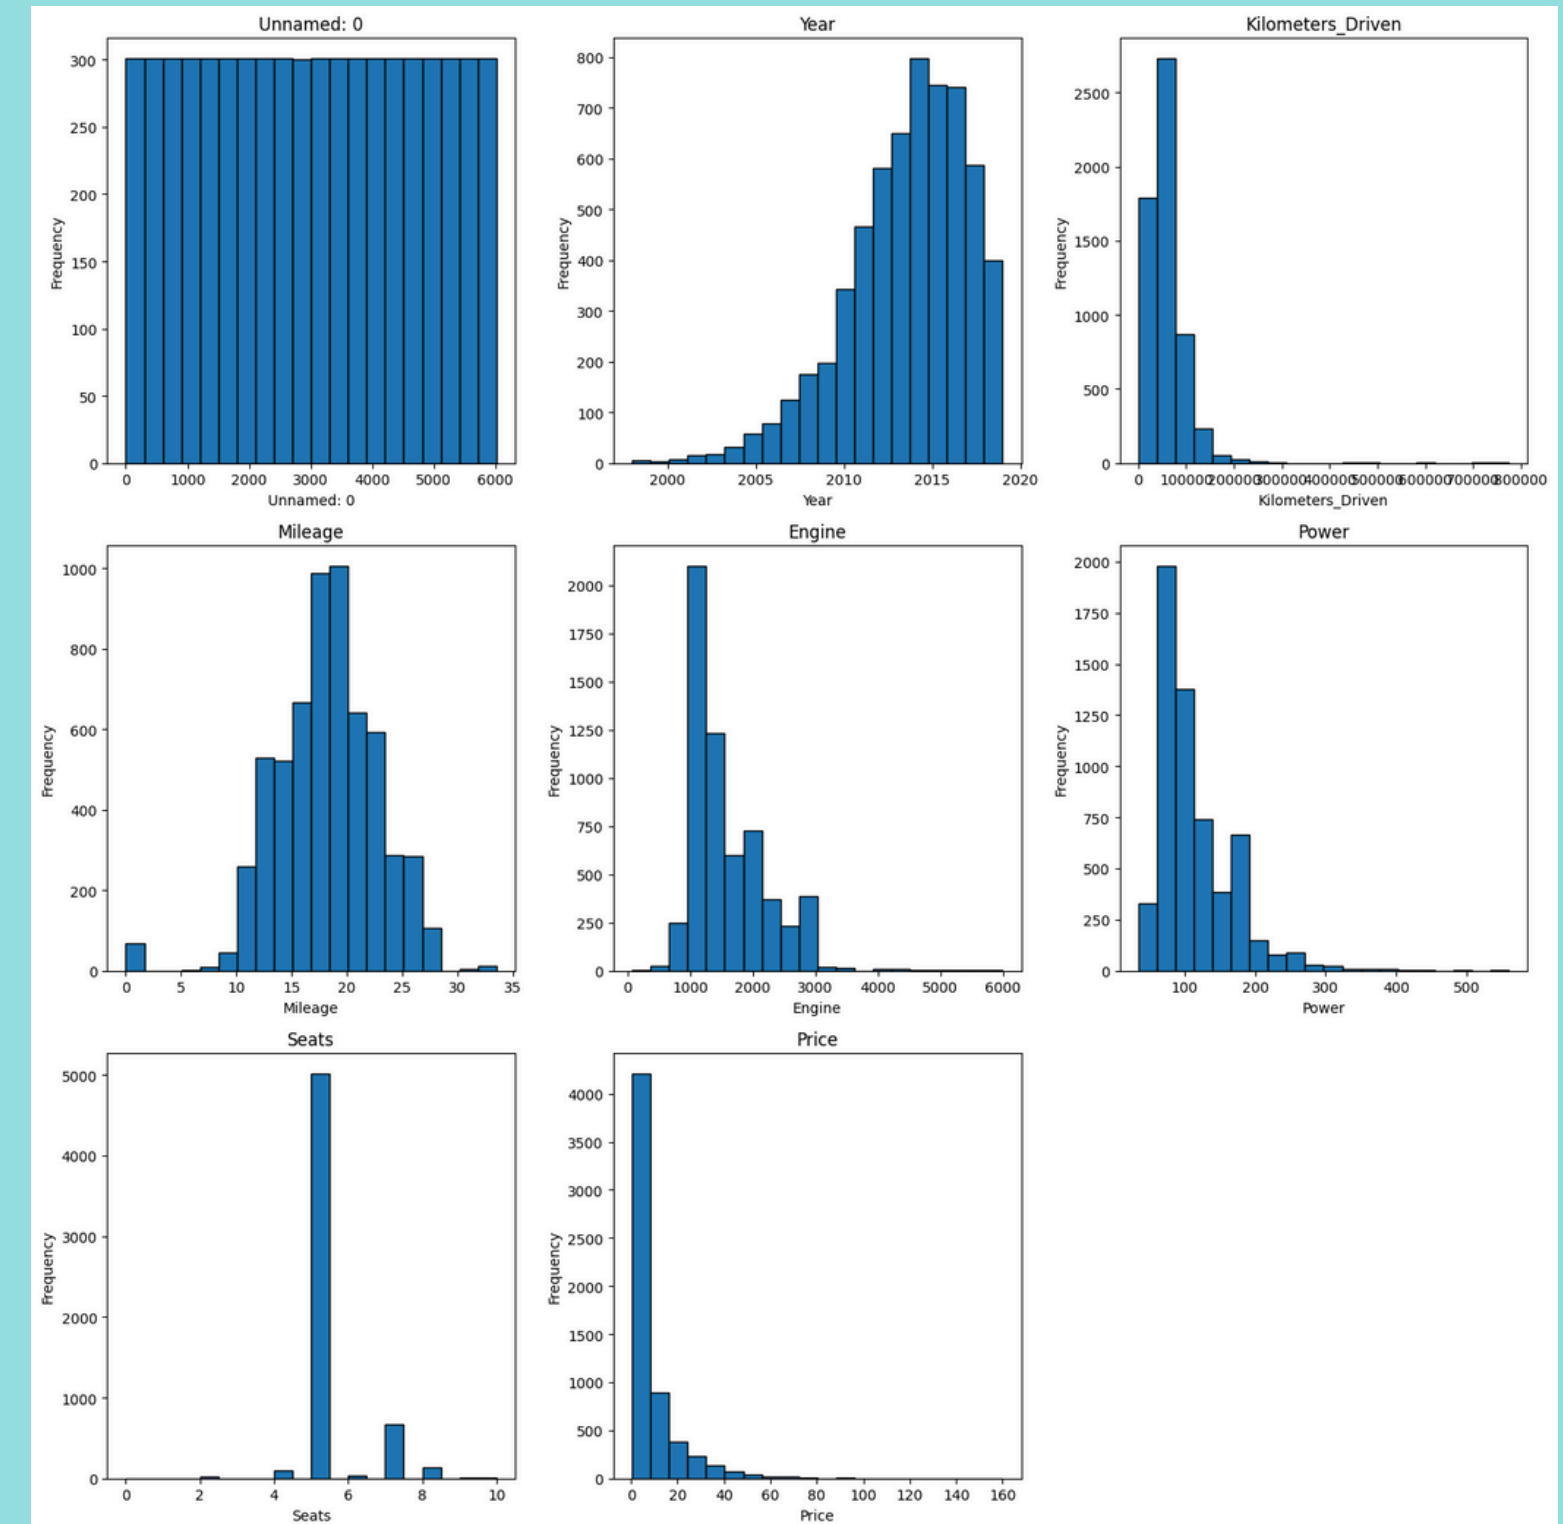 Unnamed: 0
300
250
200
150
100
50
0
Frequency
0 1000 2000 3000 4000 5000 6000
Unnamed: 0
Year
800
700
600
500
400
300
200
100
0
Frequency
2000 2005 2010 2015 2020
Year
Kilometers_Driven
2500
2000
1500
1000
500
0
Frequency
0 100000 200000 300000 400000 500000 600000 700000 800000
Kilometers_Driven
Mileage
1000
800
600
400
200
0
Frequency
0 5 10 15 20 25 30 35
Mileage
Engine
2000
1750
1500
1250
1000
750
500
250
0
Frequency
0 1000 2000 3000 4000 5000 6000
Engine
Power
2000
1750
1500
1250
1000
750
500
250
0
Frequency
100 200 300 400 500
Power
Seats
5000
4000
3000
2000
1000
0
Frequency
0 2 4 6 8 10
Seats
Price
4000
3500
3000
2500
2000
1500
1000
500
0
Frequency
0 20 40 60 80 100 120 140 160
Price